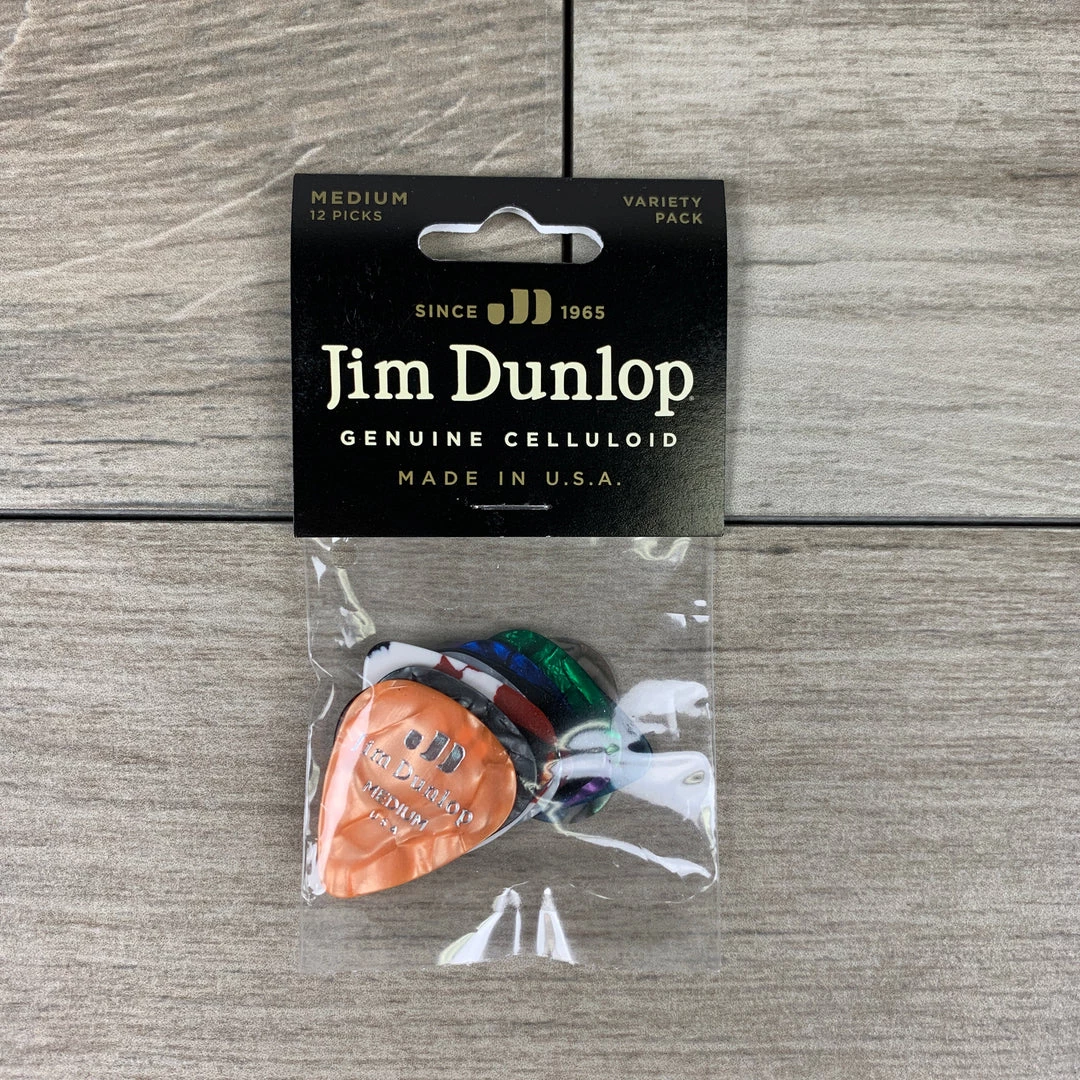 MEDIUM
12 PICKS
VARIETY
PACK
SINCE 1965
Jim Dunlop®
GENUINE CELLULOID
MADE IN U.S.A.
Jim Dunlop
MEDIUM
U.S.A.